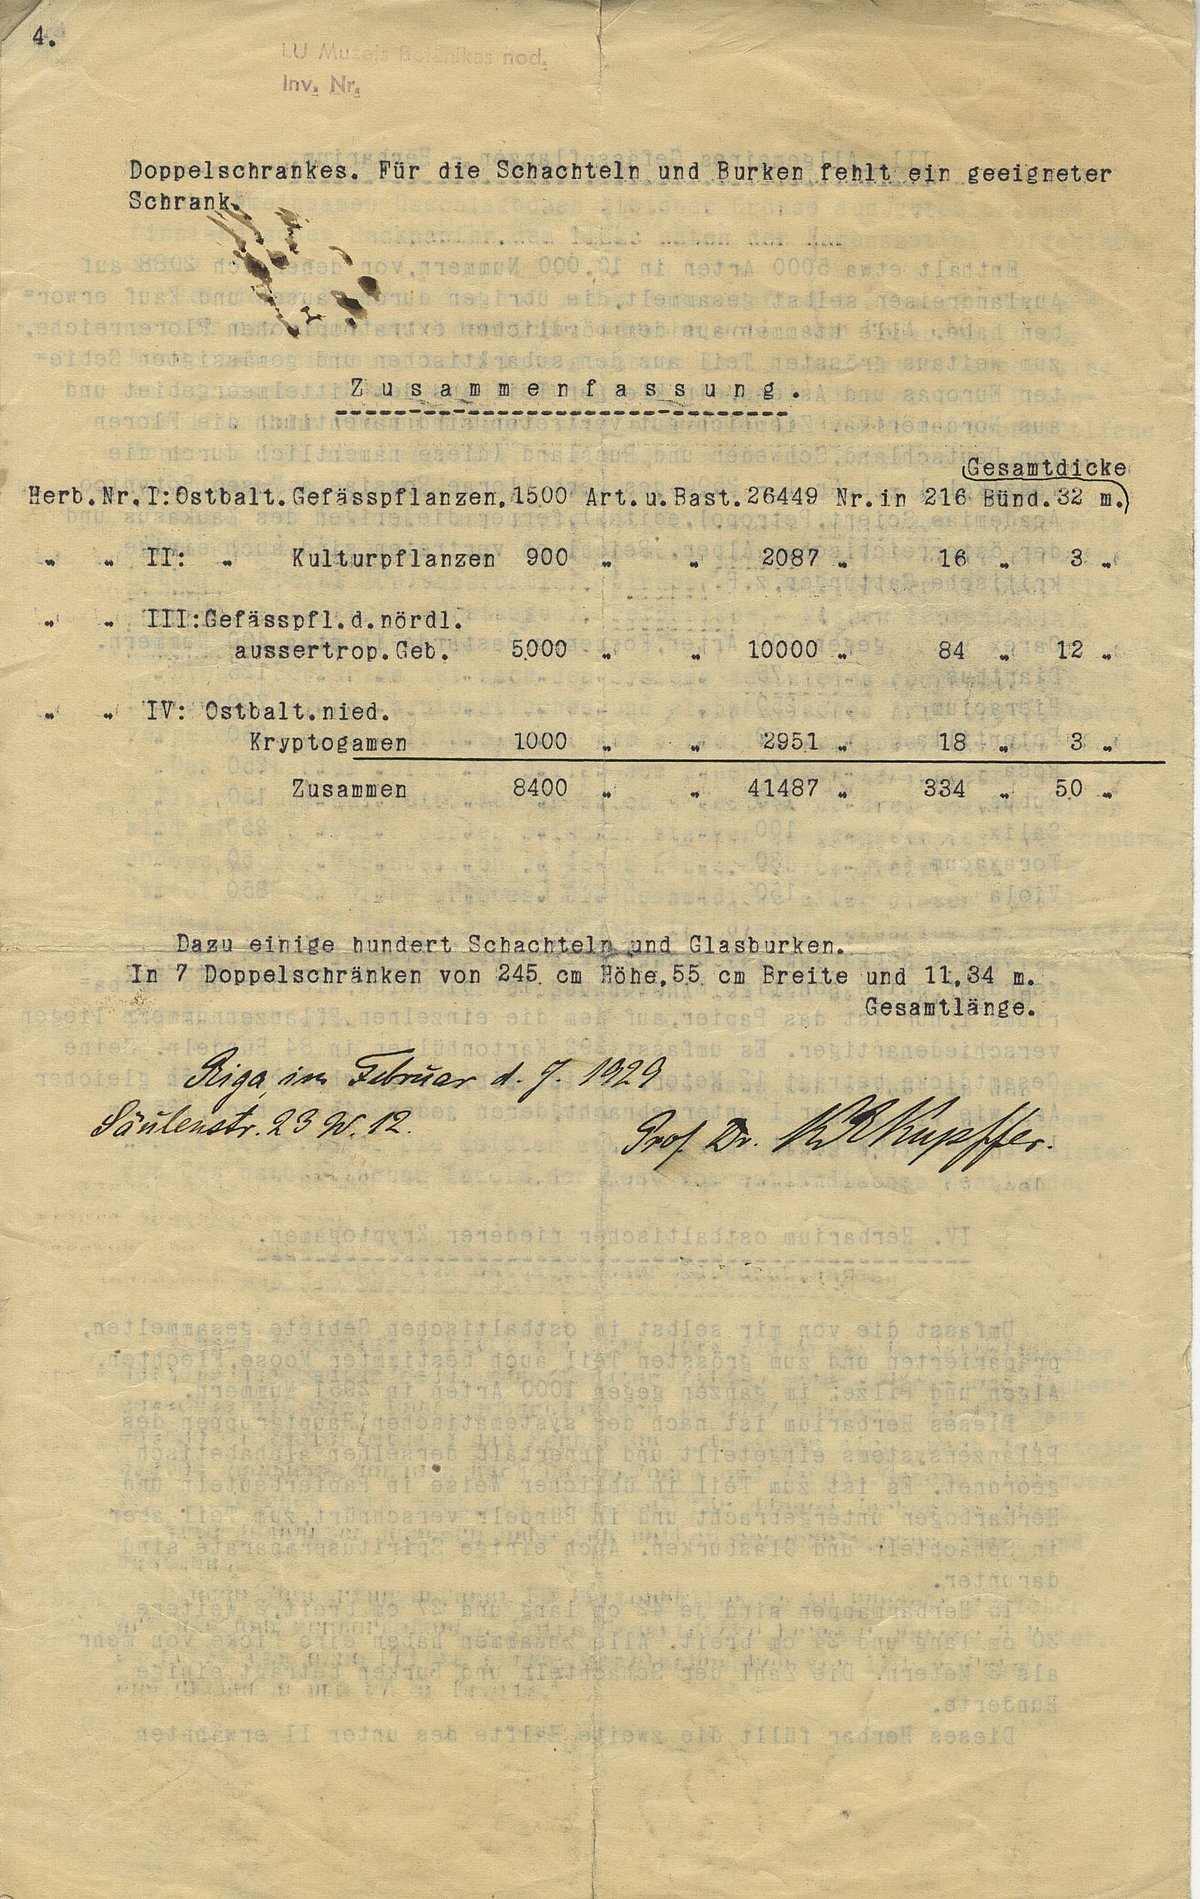 4.
LU Muzejs Botanikas nod.
Inv. Nr.
Doppelschrankes. Für die Schachteln und Burken fehlt ein geeigneter
Schrank.
Zusammenfassung.
Gesamtdicke
Herb. Nr. I: Ostbalt. Gefässpflanzen, 1500 Art. u. Bast. 26449 Nr. in 216 Bünd. 32 m.)
„ „ II: „ Kulturpflanzen 900 „ „ 2087 „ 16 „ 3 „
„ „ III: Gefässpfl. d. nördl.
aussertrop. Geb. 5000 „ „ 10000 „ 84 „ 12 „
„ „ IV: Ostbalt. nied.
Kryptogamen 1000 „ „ 2951 „ 18 „ 3 „
Zusammen 8400 „ „ 41487 „ 334 „ 50 „
Dazu einige hundert Schachteln und Glasburken.
In 7 Doppelschränken von 245 cm Höhe, 55 cm Breite und 11,34 m.
Gesamtlänge.
Riga, im Februar d. J. 1929
Säulenstr. 23 W. 12.
Prof. Dr. KR Kupffer.